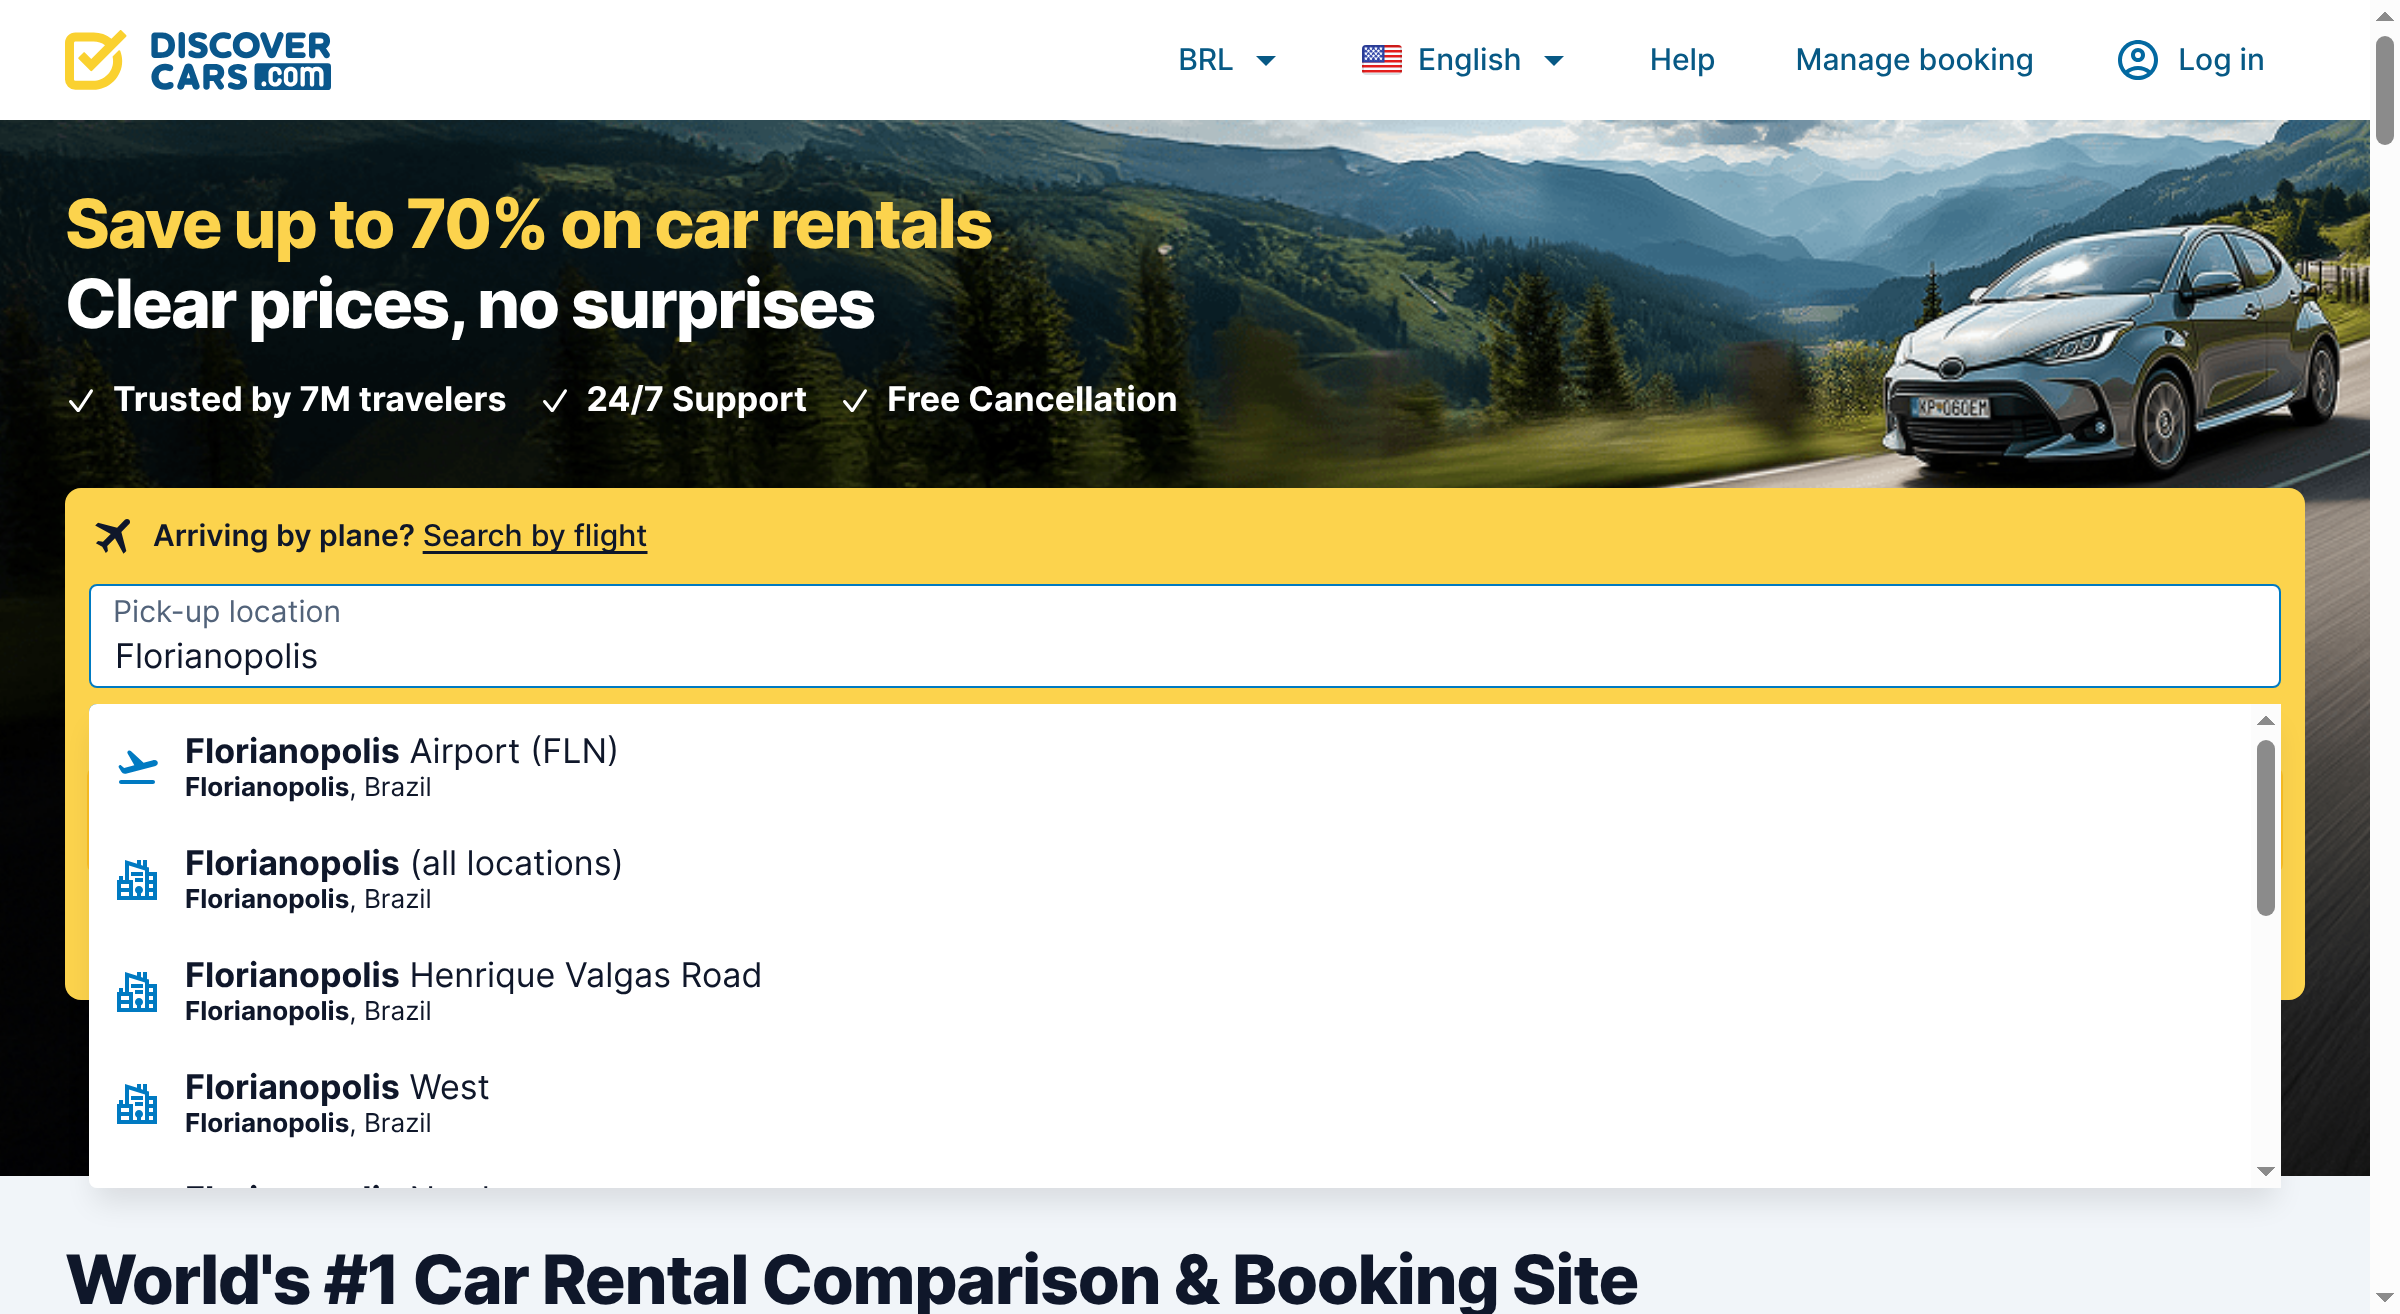 DISCOVER
CARS.com
BRL
English
Help
Manage booking
Log in
Save up to 70% on car rentals
Clear prices, no surprises
Trusted by 7M travelers
24/7 Support
Free Cancellation
KP 060EM
Arriving by plane? Search by flight
Pick-up location
Florianopolis
Florianopolis Airport (FLN)
Florianopolis, Brazil
Florianopolis (all locations)
Florianopolis, Brazil
Florianopolis Henrique Valgas Road
Florianopolis, Brazil
Florianopolis West
Florianopolis, Brazil
World's #1 Car Rental Comparison & Booking Site